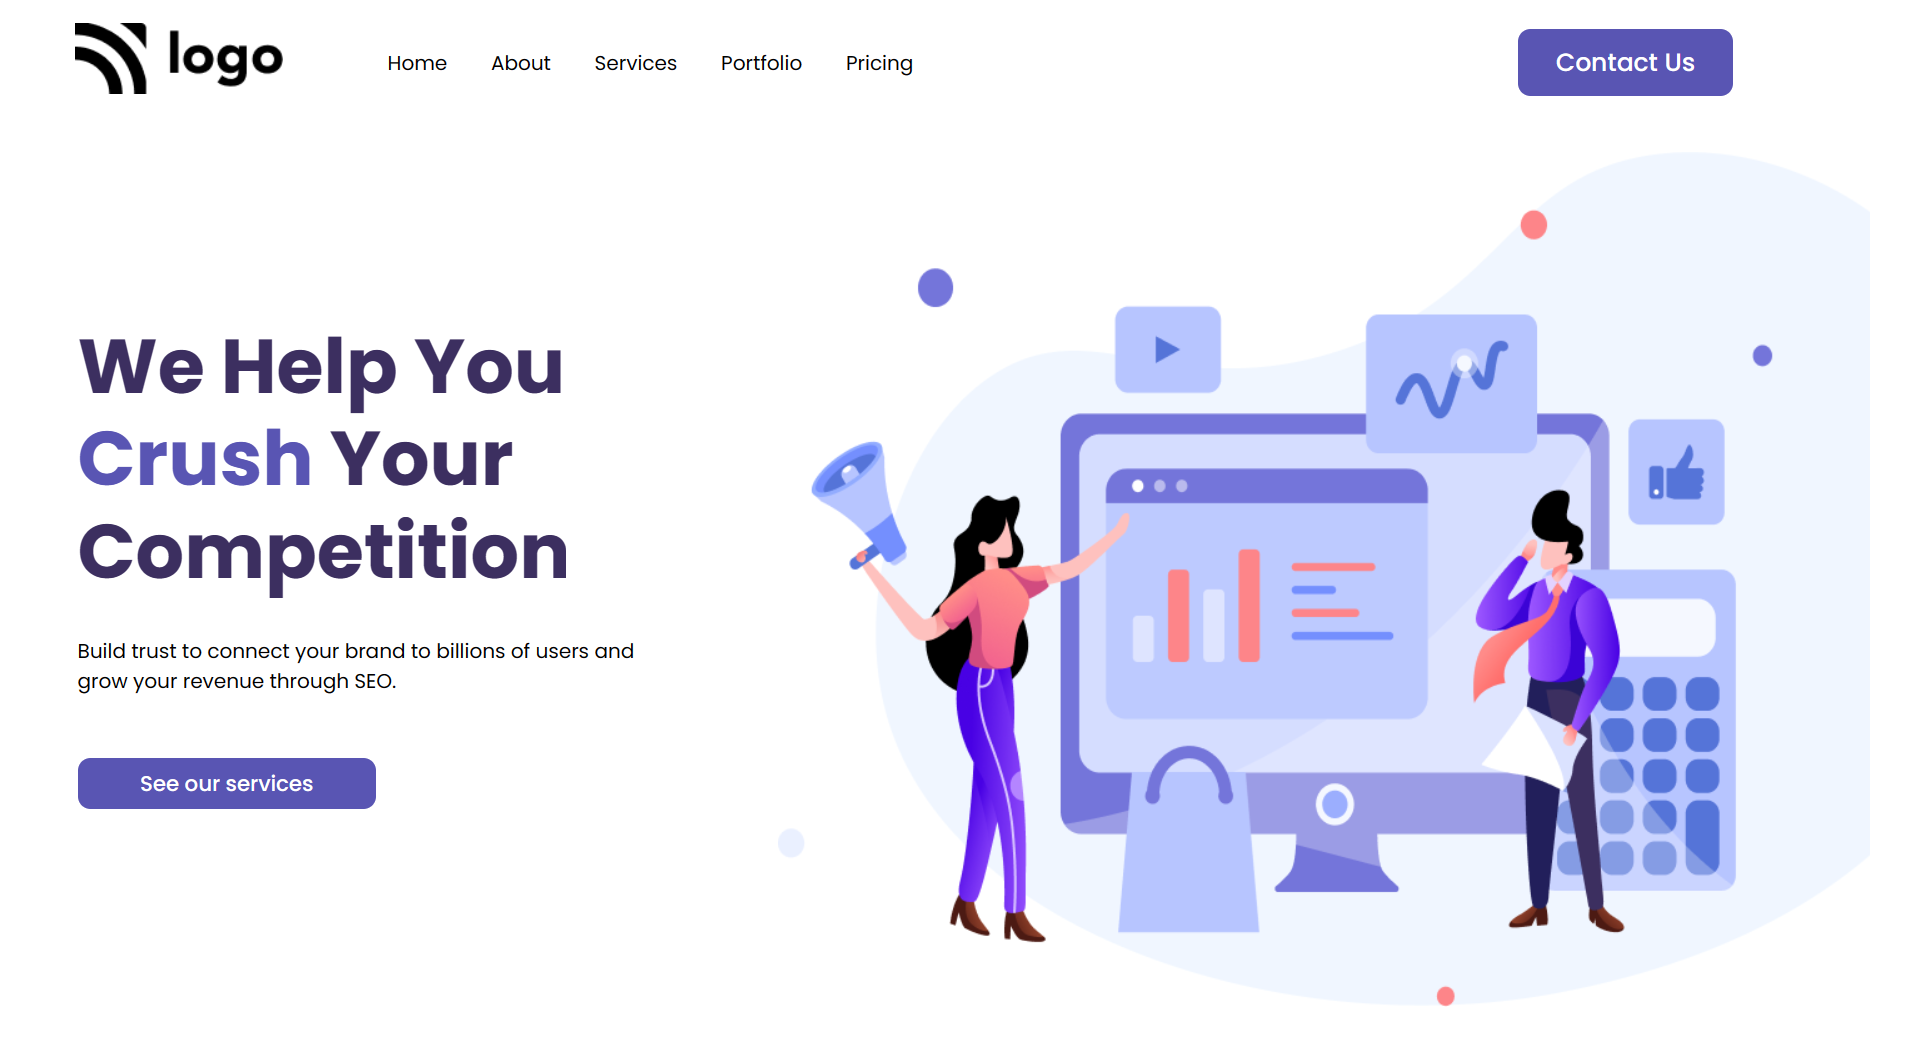 logo
Home About Services Portfolio Pricing
Contact Us
We Help You
Crush Your
Competition
Build trust to connect your brand to billions of users and
grow your revenue through SEO.
See our services